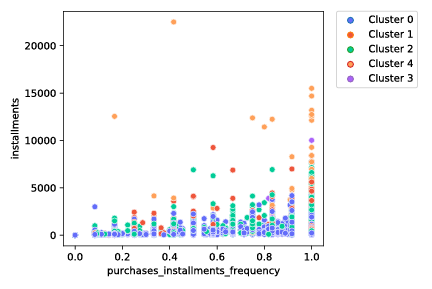 Cluster 0
Cluster 1
Cluster 2
Cluster 4
Cluster 3
installments
20000
15000
10000
5000
0
0.0 0.2 0.4 0.6 0.8 1.0
purchases_installments_frequency